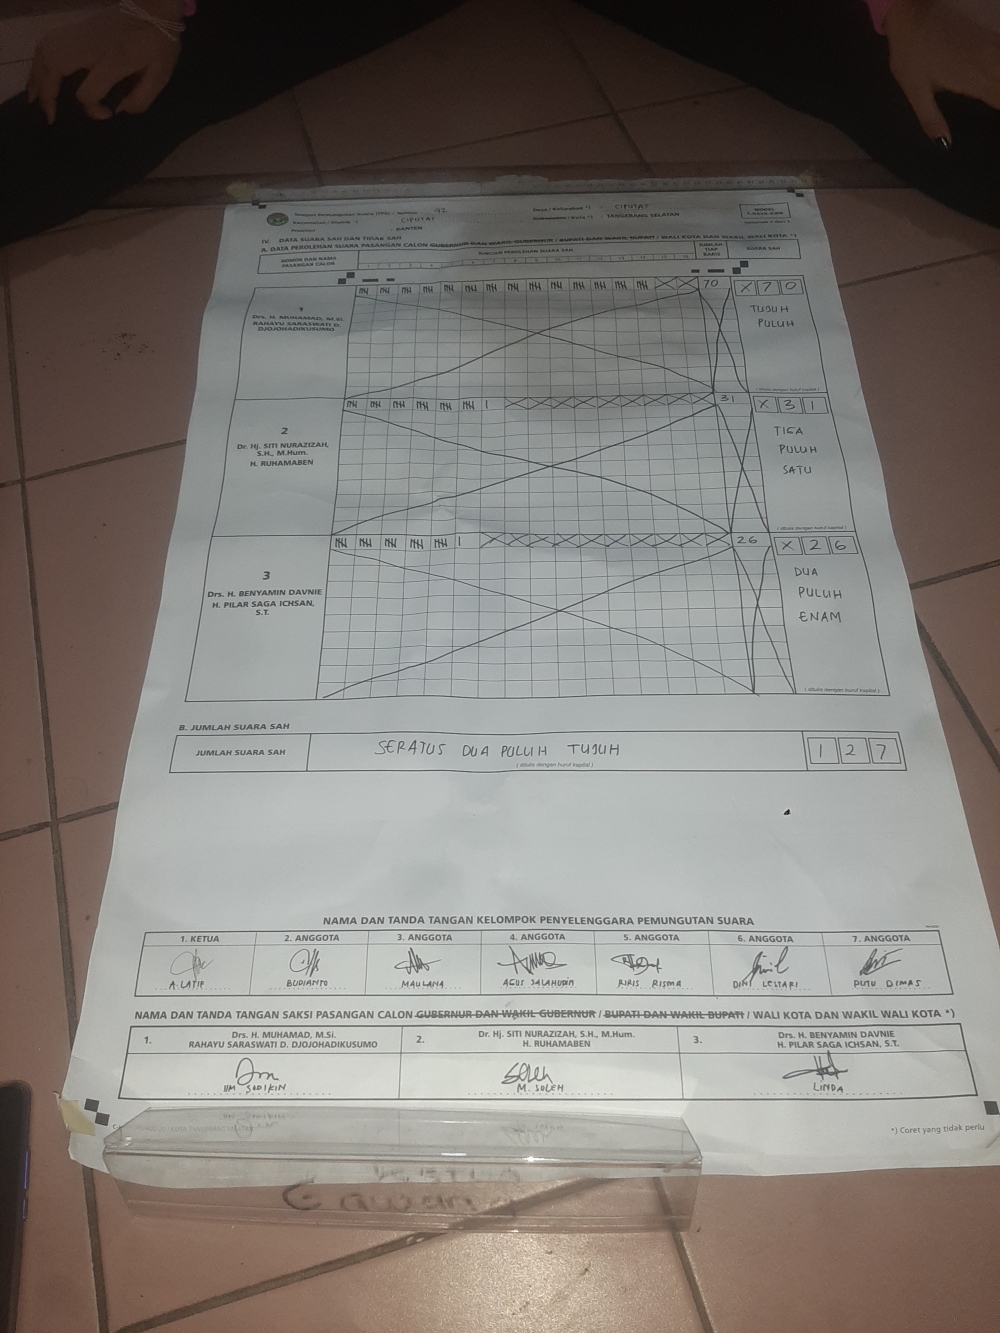 Tempat Pemungutan Suara (TPS) / Nomor : 42
Desa / Kelurahan *) : CIPUTAT
Kecamatan / Distrik *) : CIPUTAT
Kabupaten / Kota *) : TANGERANG SELATAN
Provinsi : BANTEN
IV. DATA SUARA SAH DAN TIDAK SAH
A. DATA PEROLEHAN SUARA PASANGAN CALON GUBERNUR DAN WAKIL GUBERNUR / BUPATI DAN WAKIL BUPATI / WALI KOTA DAN WAKIL WALI KOTA *)
NOMOR DAN NAMA PASANGAN CALON
RINCIAN PEROLEHAN SUARA SAH
JUMLAH TIAP BARIS
SUARA SAH
1
Drs. H. MUHAMAD, M.Si.
RAHAYU SARASWATI D.
DJOJOHADIKUSUMO
70
X 7 0
TUJUH
PULUH
( ditulis dengan huruf kapital )
2
Dr. Hj. SITI NURAZIZAH,
S.H., M.Hum.
H. RUHAMABEN
31
X 3 1
TIGA
PULUH
SATU
( ditulis dengan huruf kapital )
3
Drs. H. BENYAMIN DAVNIE
H. PILAR SAGA ICHSAN,
S.T.
26
X 2 6
DUA
PULUH
ENAM
( ditulis dengan huruf kapital )
B. JUMLAH SUARA SAH
JUMLAH SUARA SAH
SERATUS DUA PULUH TUJUH
( ditulis dengan huruf kapital )
1 2 7
NAMA DAN TANDA TANGAN KELOMPOK PENYELENGGARA PEMUNGUTAN SUARA
1. KETUA 2. ANGGOTA 3. ANGGOTA 4. ANGGOTA 5. ANGGOTA 6. ANGGOTA 7. ANGGOTA
A. LATIF BUDIANTO MAULANA AGUS SALAHUDIN RIRIS RISMA DINI LESTARI PUTU DIMAS
NAMA DAN TANDA TANGAN SAKSI PASANGAN CALON GUBERNUR DAN WAKIL GUBERNUR / BUPATI DAN WAKIL BUPATI / WALI KOTA DAN WAKIL WALI KOTA *)
1. Drs. H. MUHAMAD, M.Si.
RAHAYU SARASWATI D. DJOJOHADIKUSUMO
2. Dr. Hj. SITI NURAZIZAH, S.H., M.Hum.
H. RUHAMABEN
3. Drs. H. BENYAMIN DAVNIE
H. PILAR SAGA ICHSAN, S.T.
IIM SODIKIN
M. SOLEH
LINDA
*) Coret yang tidak perlu